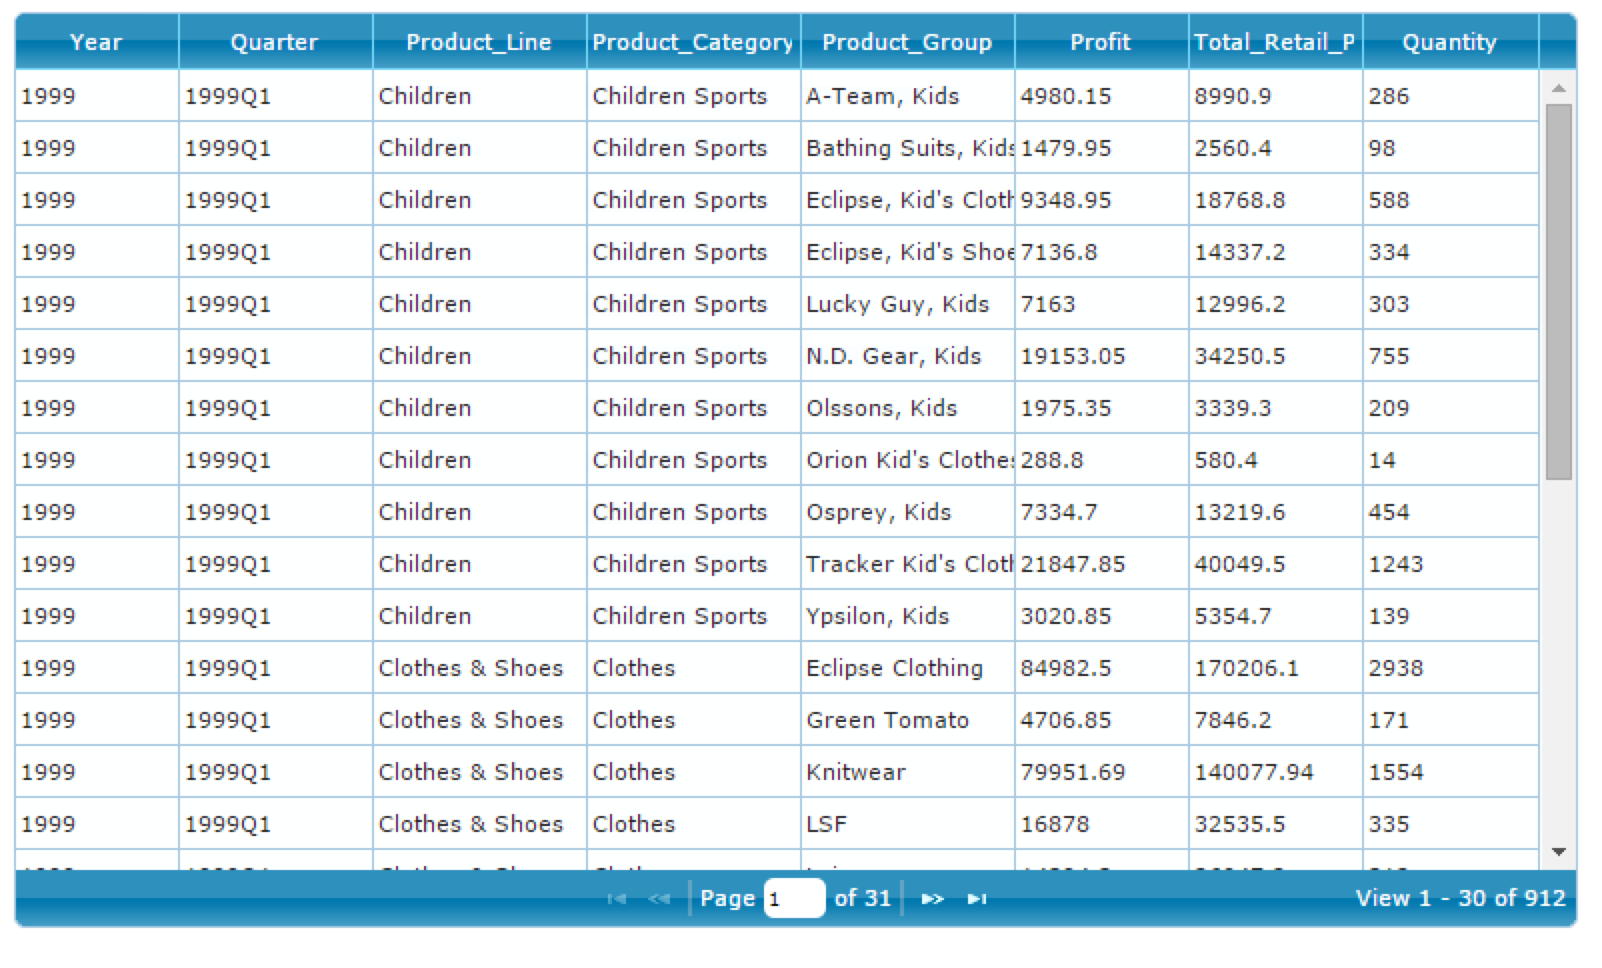 Year Quarter Product_Line Product_Category Product_Group Profit Total_Retail_P Quantity
1999 1999Q1 Children Children Sports A-Team, Kids 4980.15 8990.9 286
1999 1999Q1 Children Children Sports Bathing Suits, Kids 1479.95 2560.4 98
1999 1999Q1 Children Children Sports Eclipse, Kid's Cloth 9348.95 18768.8 588
1999 1999Q1 Children Children Sports Eclipse, Kid's Shoe 7136.8 14337.2 334
1999 1999Q1 Children Children Sports Lucky Guy, Kids 7163 12996.2 303
1999 1999Q1 Children Children Sports N.D. Gear, Kids 19153.05 34250.5 755
1999 1999Q1 Children Children Sports Olssons, Kids 1975.35 3339.3 209
1999 1999Q1 Children Children Sports Orion Kid's Clothes 288.8 580.4 14
1999 1999Q1 Children Children Sports Osprey, Kids 7334.7 13219.6 454
1999 1999Q1 Children Children Sports Tracker Kid's Cloth 21847.85 40049.5 1243
1999 1999Q1 Children Children Sports Ypsilon, Kids 3020.85 5354.7 139
1999 1999Q1 Clothes & Shoes Clothes Eclipse Clothing 84982.5 170206.1 2938
1999 1999Q1 Clothes & Shoes Clothes Green Tomato 4706.85 7846.2 171
1999 1999Q1 Clothes & Shoes Clothes Knitwear 79951.69 140077.94 1554
1999 1999Q1 Clothes & Shoes Clothes LSF 16878 32535.5 335
Page 1 of 31 View 1 - 30 of 912